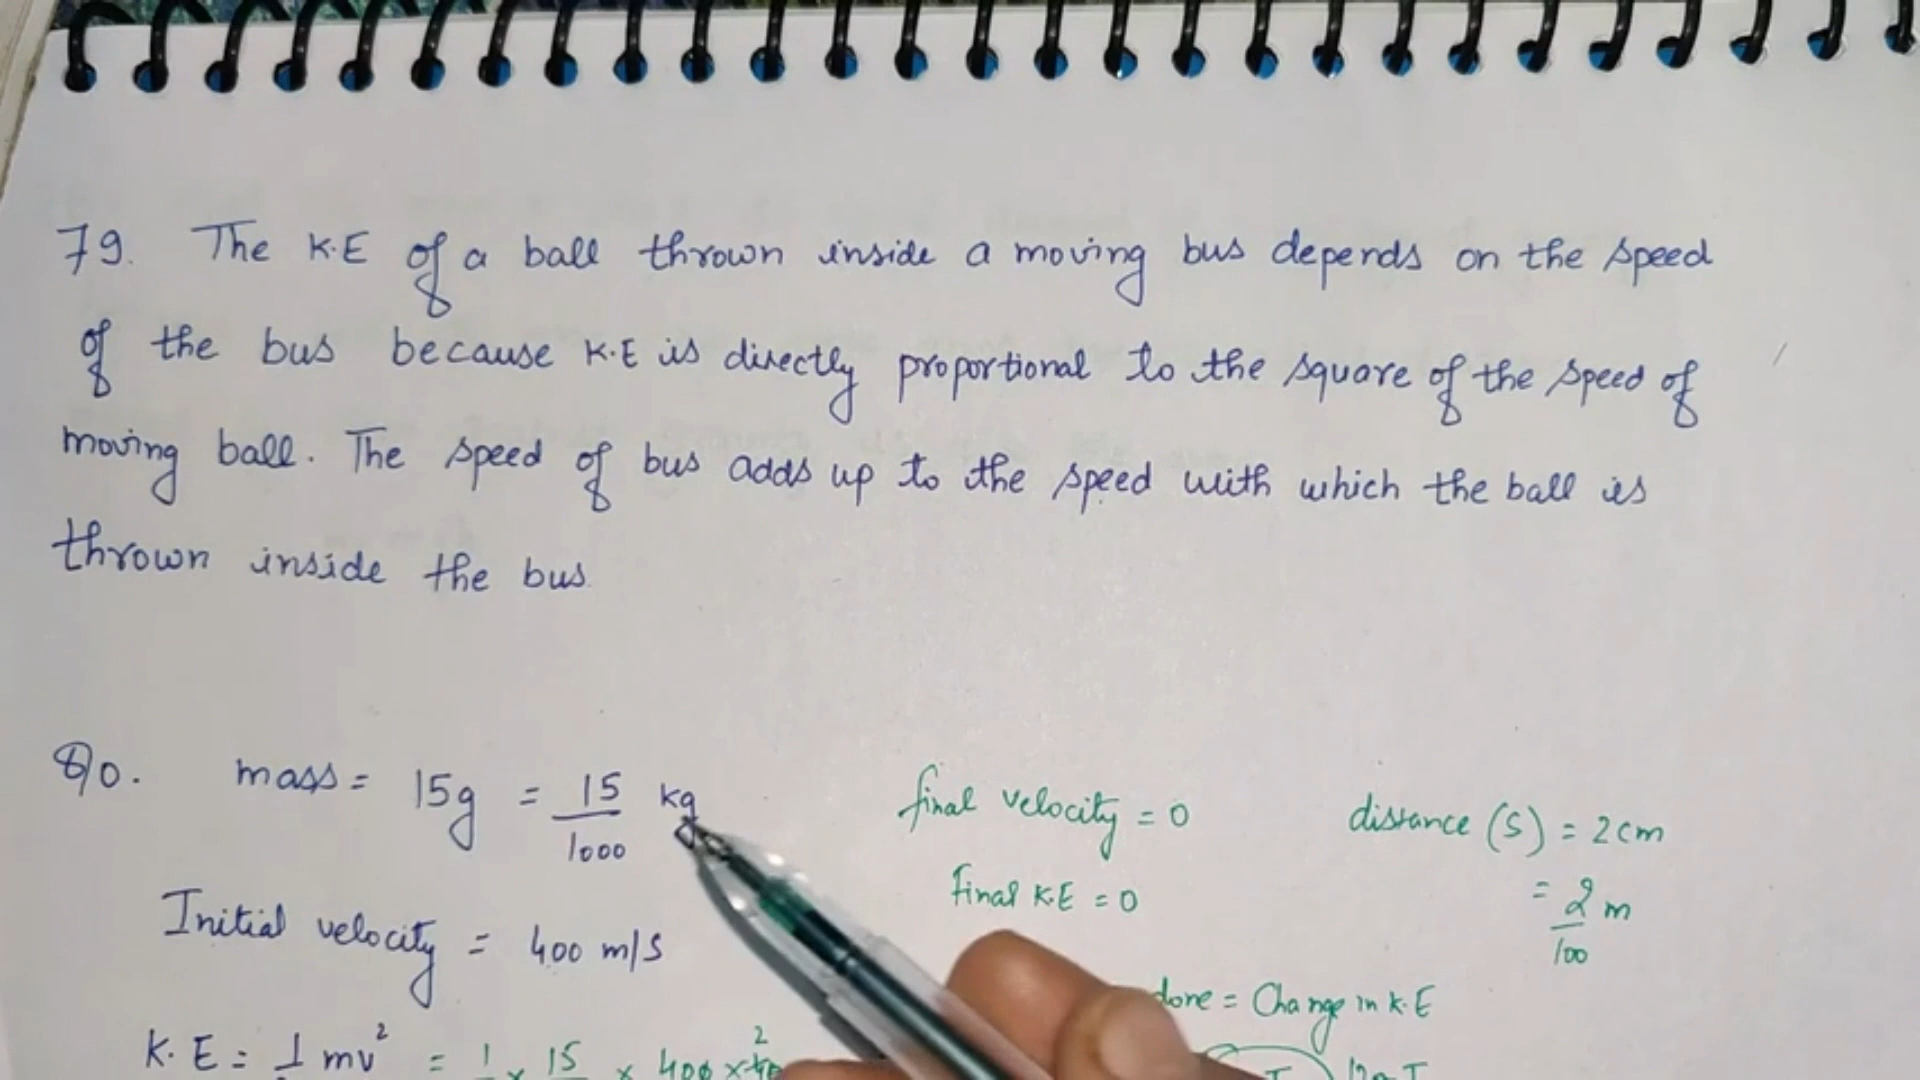 79. The K.E of a ball thrown inside a moving bus depends on the speed
of the bus because K.E is directly proportional to the square of the speed of
moving ball. The speed of bus adds up to the speed with which the ball is
thrown inside the bus
80. mass = 15g = 15/1000 kg
final velocity = 0
distance (S) = 2cm
Final K.E = 0
= 2/100 m
Initial velocity = 400 m/s
done = Change in K.E
K.E = 1 mv² = 1 × 15 × 400 ×